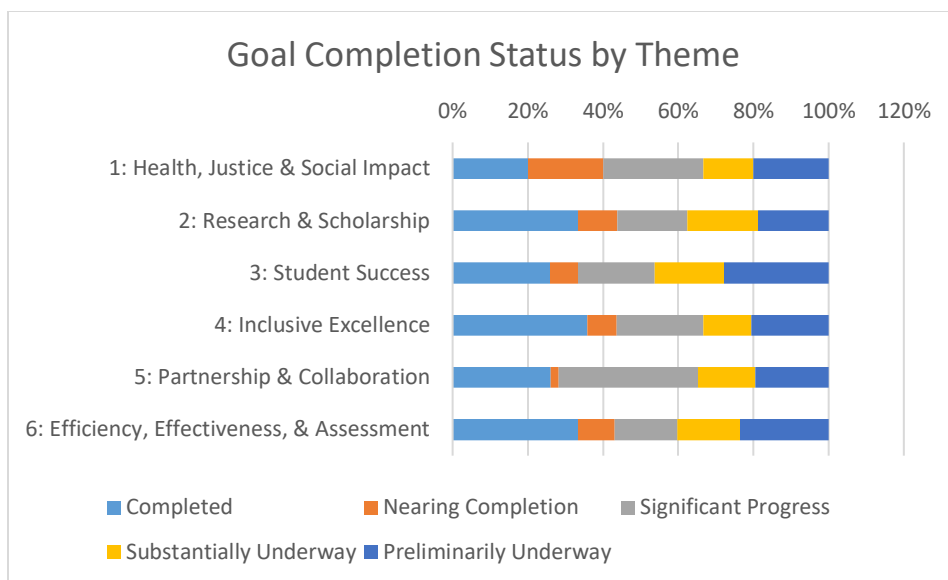 Goal Completion Status by Theme
0% 20% 40% 60% 80% 100% 120%
1: Health, Justice & Social Impact
2: Research & Scholarship
3: Student Success
4: Inclusive Excellence
5: Partnership & Collaboration
6: Efficiency, Effectiveness, & Assessment
Completed Nearing Completion Significant Progress
Substantially Underway Preliminarily Underway